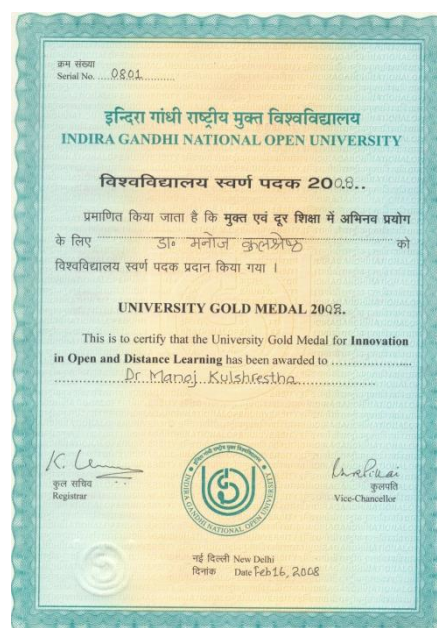 क्रम संख्या
Serial No. ....0801..........
इन्दिरा गांधी राष्ट्रीय मुक्त विश्वविद्यालय
INDIRA GANDHI NATIONAL OPEN UNIVERSITY
विश्वविद्यालय स्वर्ण पदक 2008..
प्रमाणित किया जाता है कि मुक्त एवं दूर शिक्षा में अभिनव प्रयोग
के लिए डा॰ मनोज कुलश्रेष्ठ को
विश्वविद्यालय स्वर्ण पदक प्रदान किया गया ।
UNIVERSITY GOLD MEDAL 2008.
This is to certify that the University Gold Medal for Innovation
in Open and Distance Learning has been awarded to ...................
Dr Manoj Kulshrestha
कुल सचिव
Registrar
कुलपति
Vice-Chancellor
INDIRA GANDHI NATIONAL OPEN UNIVERSITY
नई दिल्ली New Delhi
दिनांक Date Feb 16, 2008